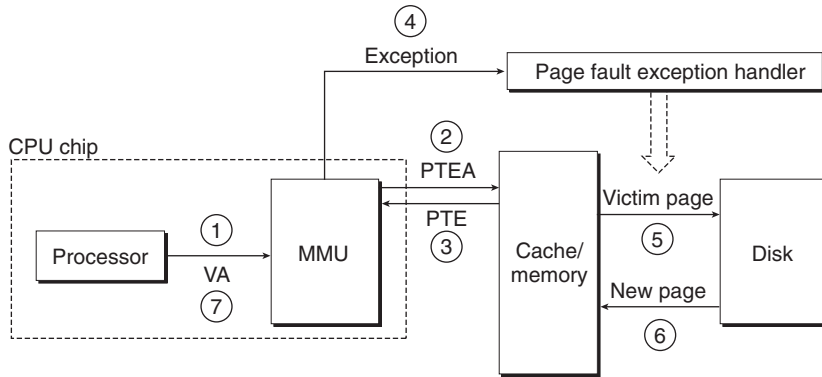 4
Exception
Page fault exception handler
CPU chip
2
PTEA
PTE
3
Processor
1
VA
7
MMU
Cache/
memory
Victim page
5
New page
6
Disk